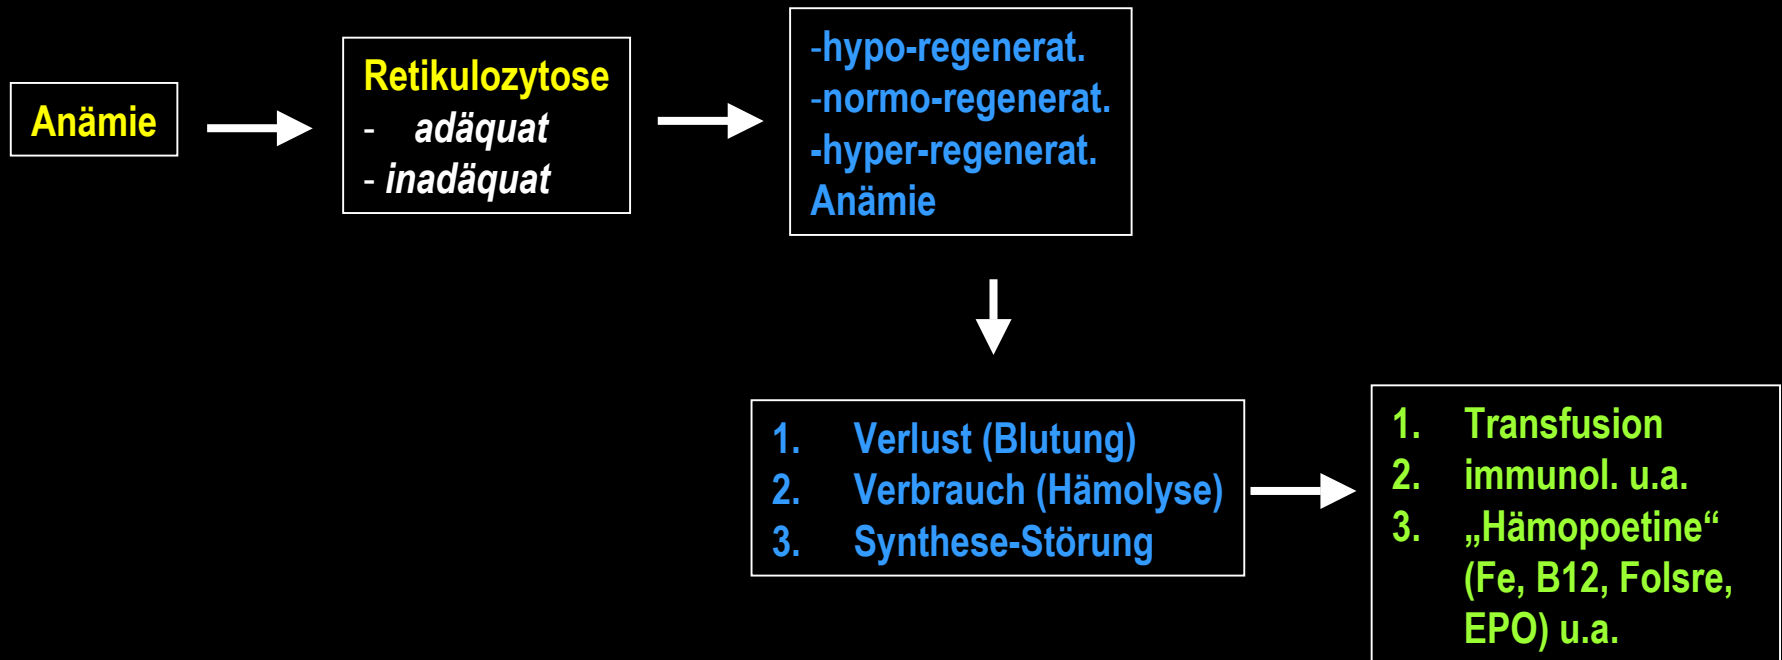 Anämie
Retikulozytose
- adäquat
- inadäquat
-hypo-regenerat.
-normo-regenerat.
-hyper-regenerat.
Anämie
1. Verlust (Blutung)
2. Verbrauch (Hämolyse)
3. Synthese-Störung
1. Transfusion
2. immunol. u.a.
3. „Hämopoetine“
(Fe, B12, Folsre,
EPO) u.a.